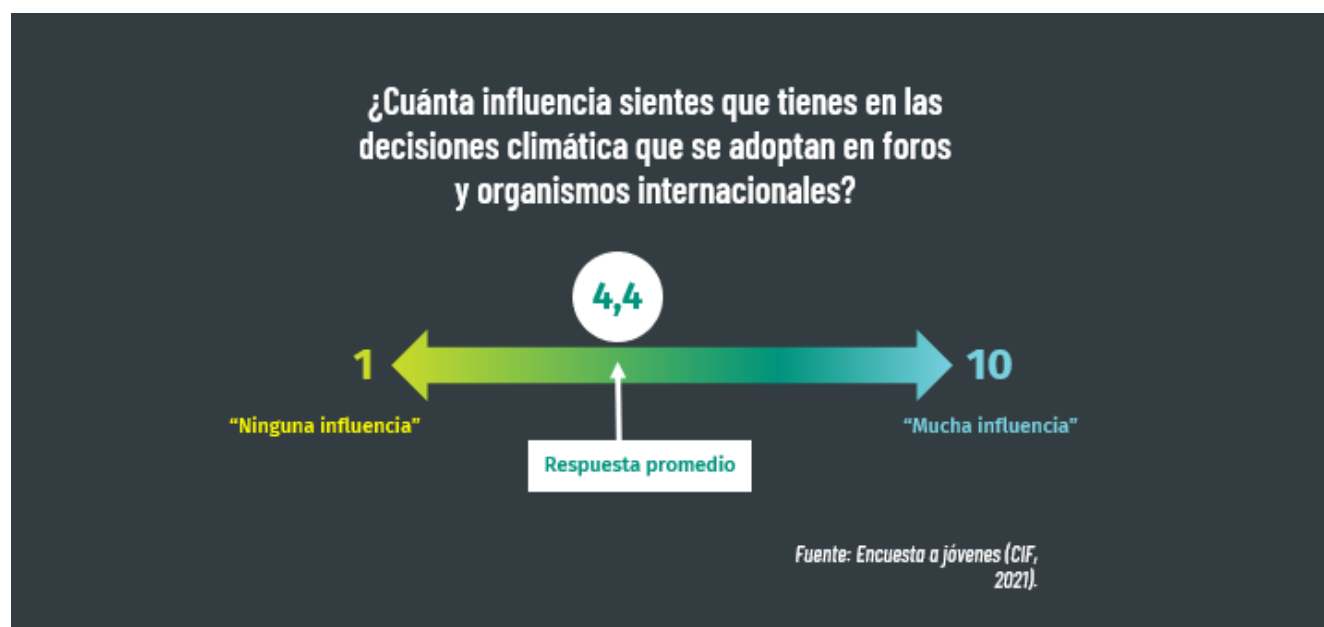 ¿Cuánta influencia sientes que tienes en las
decisiones climática que se adoptan en foros
y organismos internacionales?
4,4
1
10
“Ninguna influencia”
“Mucha influencia”
Respuesta promedio
Fuente: Encuesta a jóvenes (CIF,
2021).